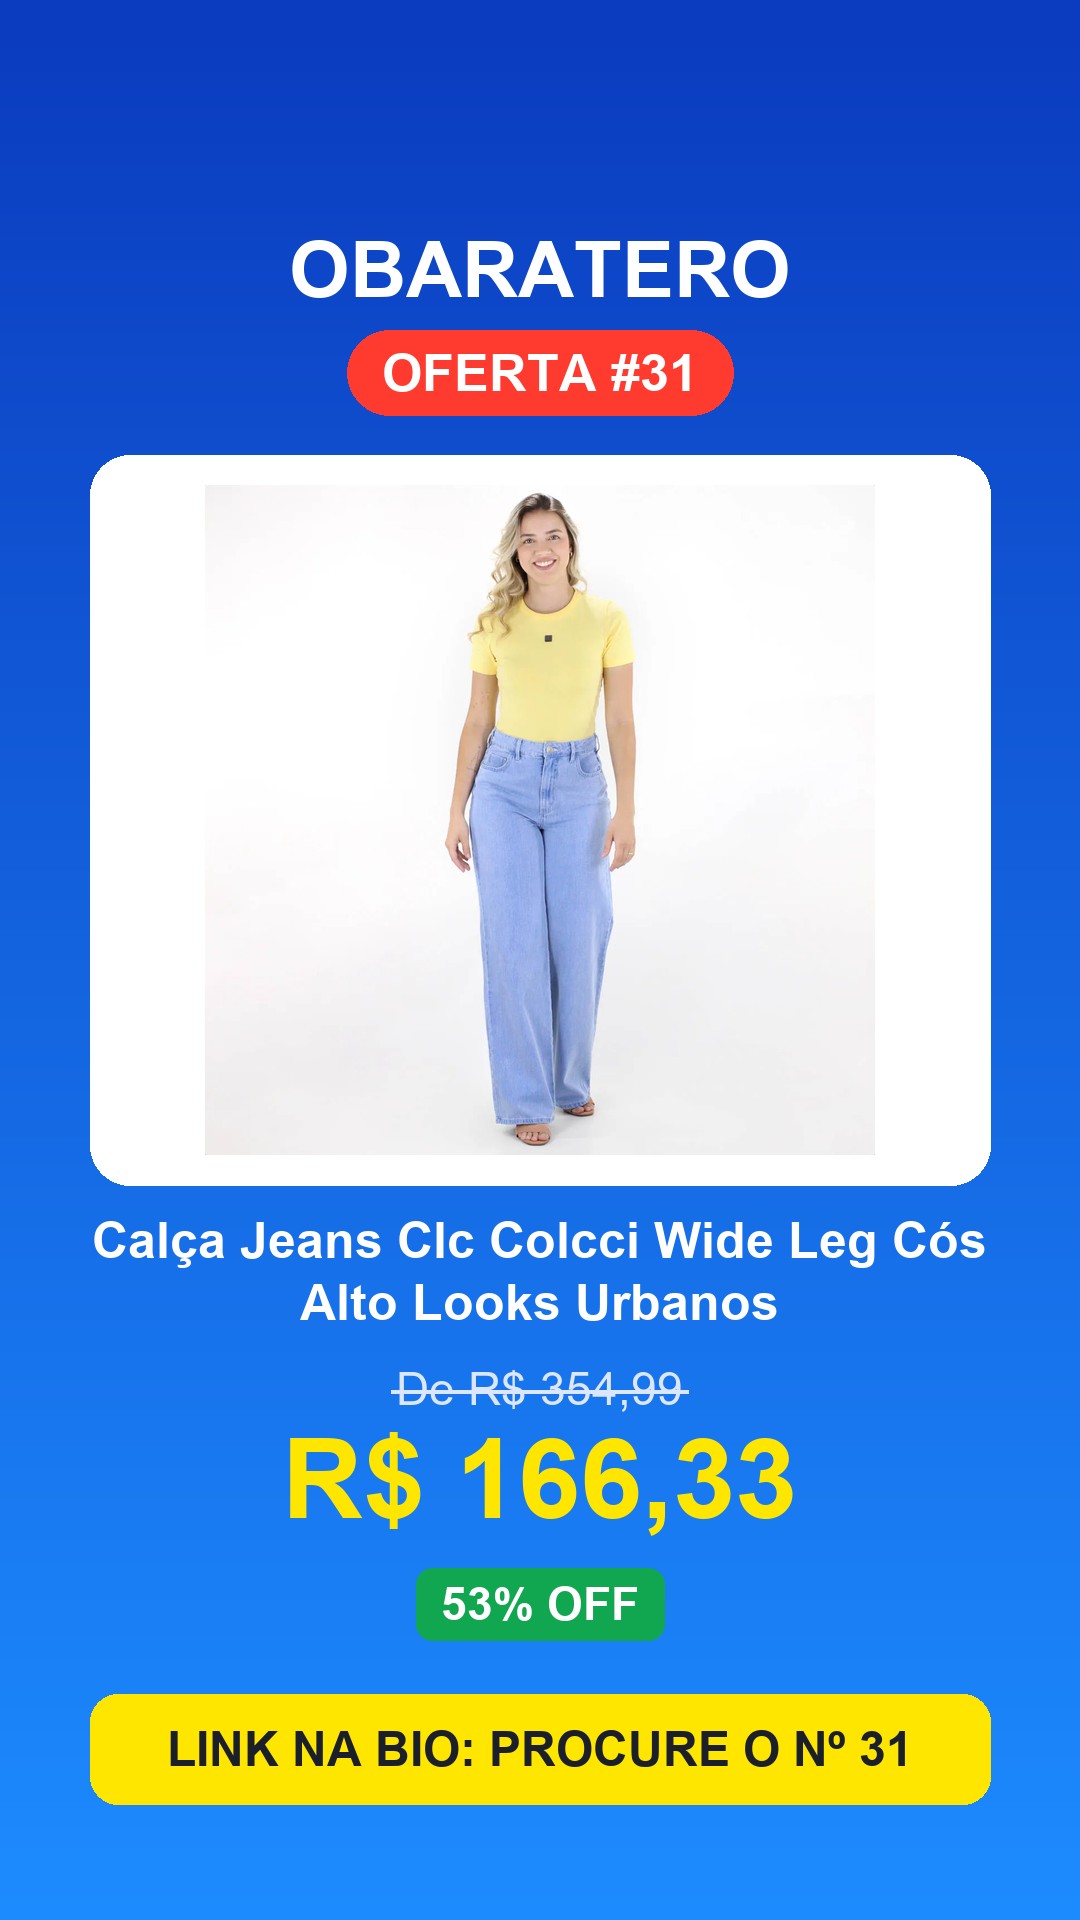 OBARATERO
OFERTA #31
Calça Jeans Clc Colcci Wide Leg Cós
Alto Looks Urbanos
De R$ 354,99
R$ 166,33
53% OFF
LINK NA BIO: PROCURE O Nº 31